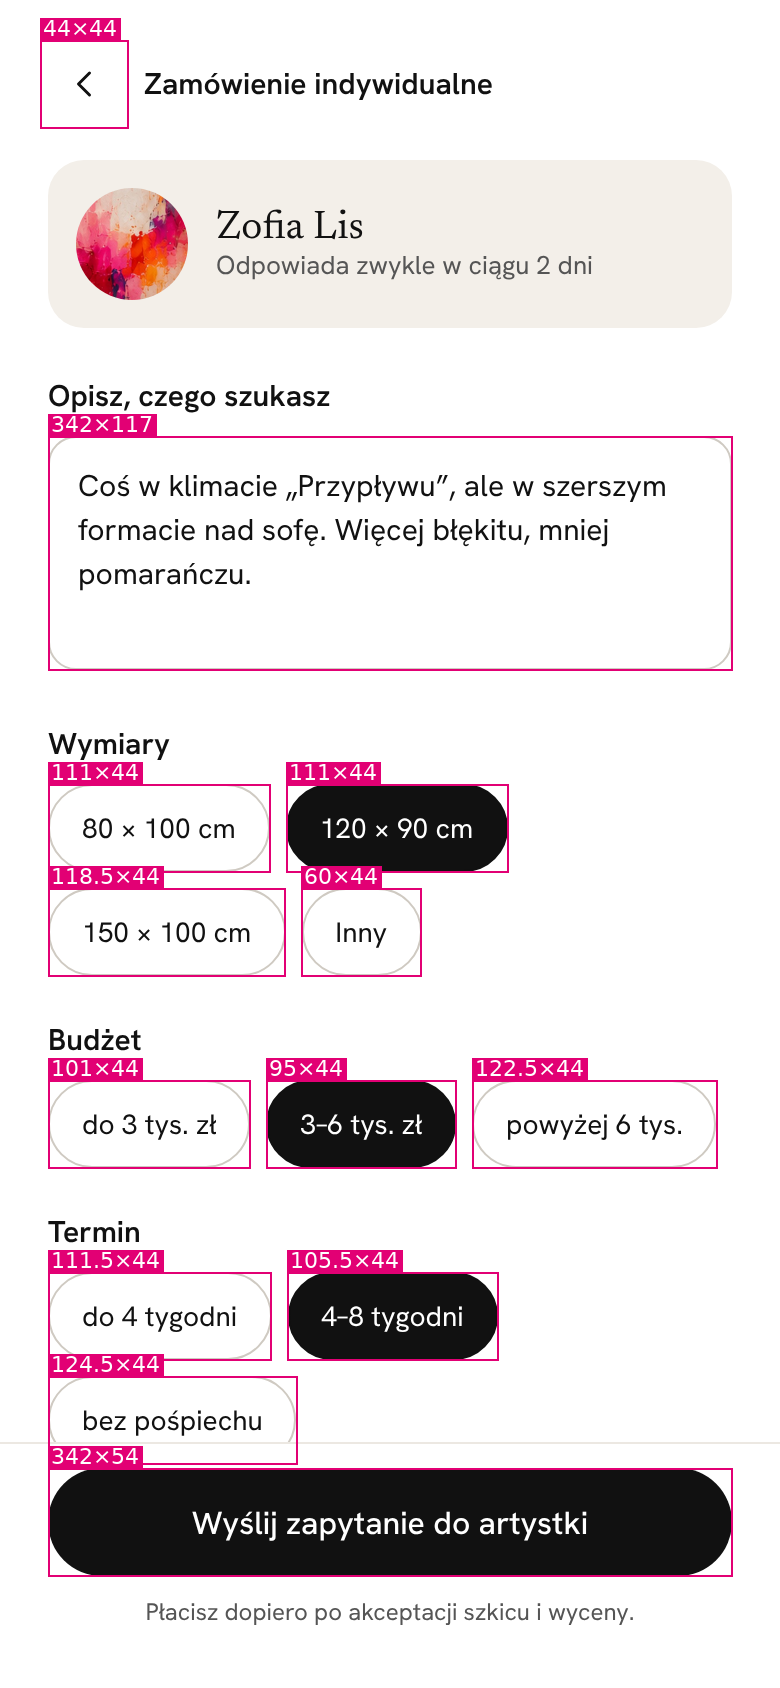 44×44
Zamówienie indywidualne
Zofia Lis
Odpowiada zwykle w ciągu 2 dni
Opisz, czego szukasz
342×117
Coś w klimacie „Przypływu”, ale w szerszym
formacie nad sofę. Więcej błękitu, mniej
pomarańczu.
Wymiary
111×44 111×44
80 × 100 cm 120 × 90 cm
118.5×44 60×44
150 × 100 cm Inny
Budżet
101×44 95×44 122.5×44
do 3 tys. zł 3–6 tys. zł powyżej 6 tys.
Termin
111.5×44 105.5×44
do 4 tygodni 4–8 tygodni
124.5×44
bez pośpiechu
342×54
Wyślij zapytanie do artystki
Płacisz dopiero po akceptacji szkicu i wyceny.